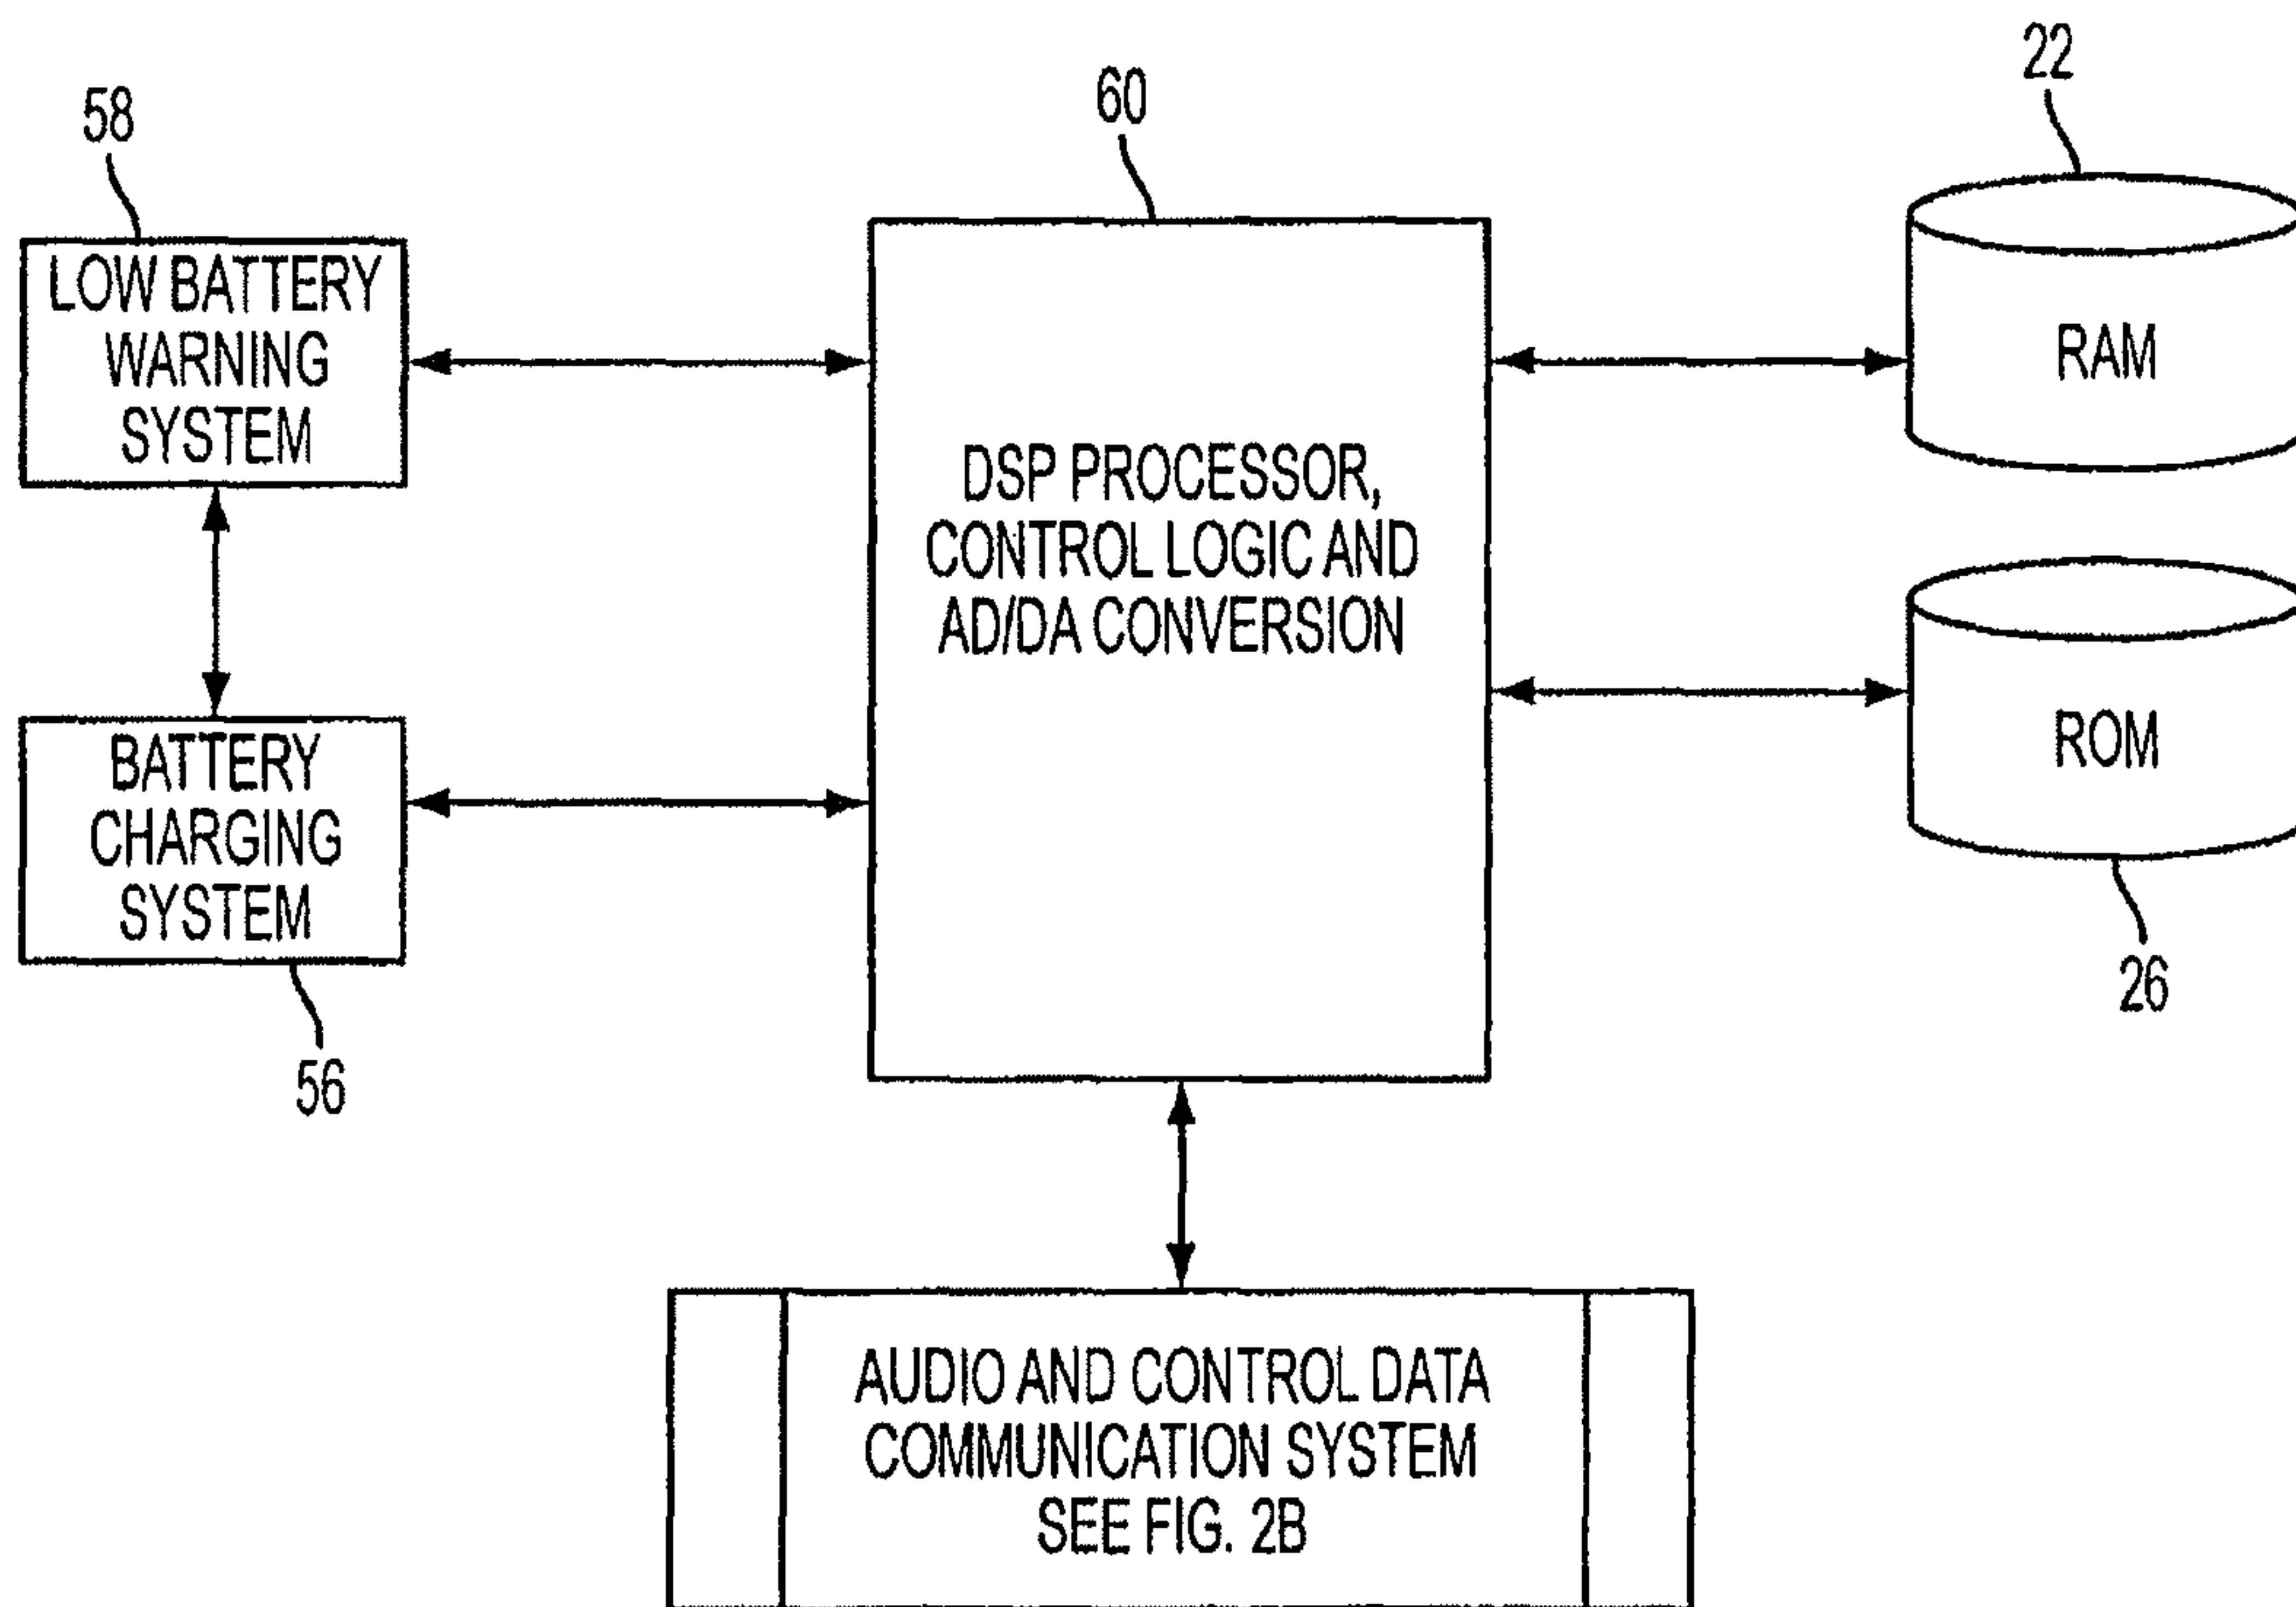 22
60
58
LOW BATTERY
WARNING
SYSTEM
RAM
DSP PROCESSOR,
CONTROL LOGIC AND
AD/DA CONVERSION
ROM
BATTERY
CHARGING
SYSTEM
26
56
AUDIO AND CONTROL DATA
COMMUNICATION SYSTEM
SEE FIG. 2B